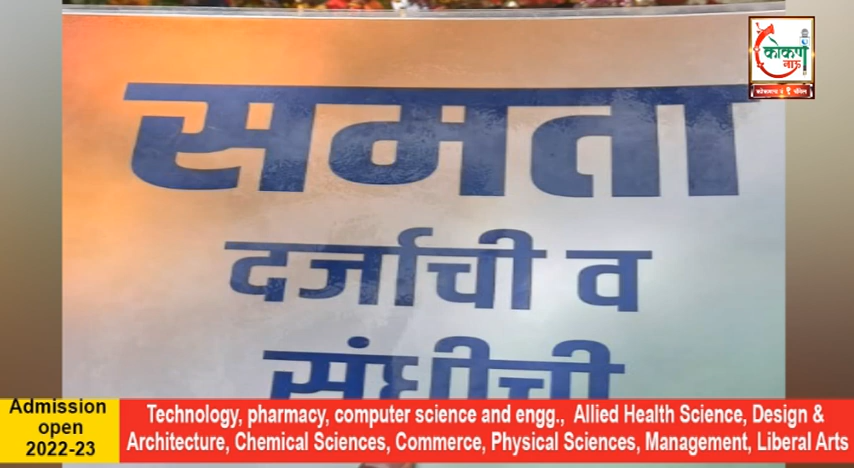 कोकण
नाऊ
समता
दर्जाची व
संधीची
Admission
open
2022-23
Technology, pharmacy, computer science and engg., Allied Health Science, Design &
Architecture, Chemical Sciences, Commerce, Physical Sciences, Management, Liberal Arts